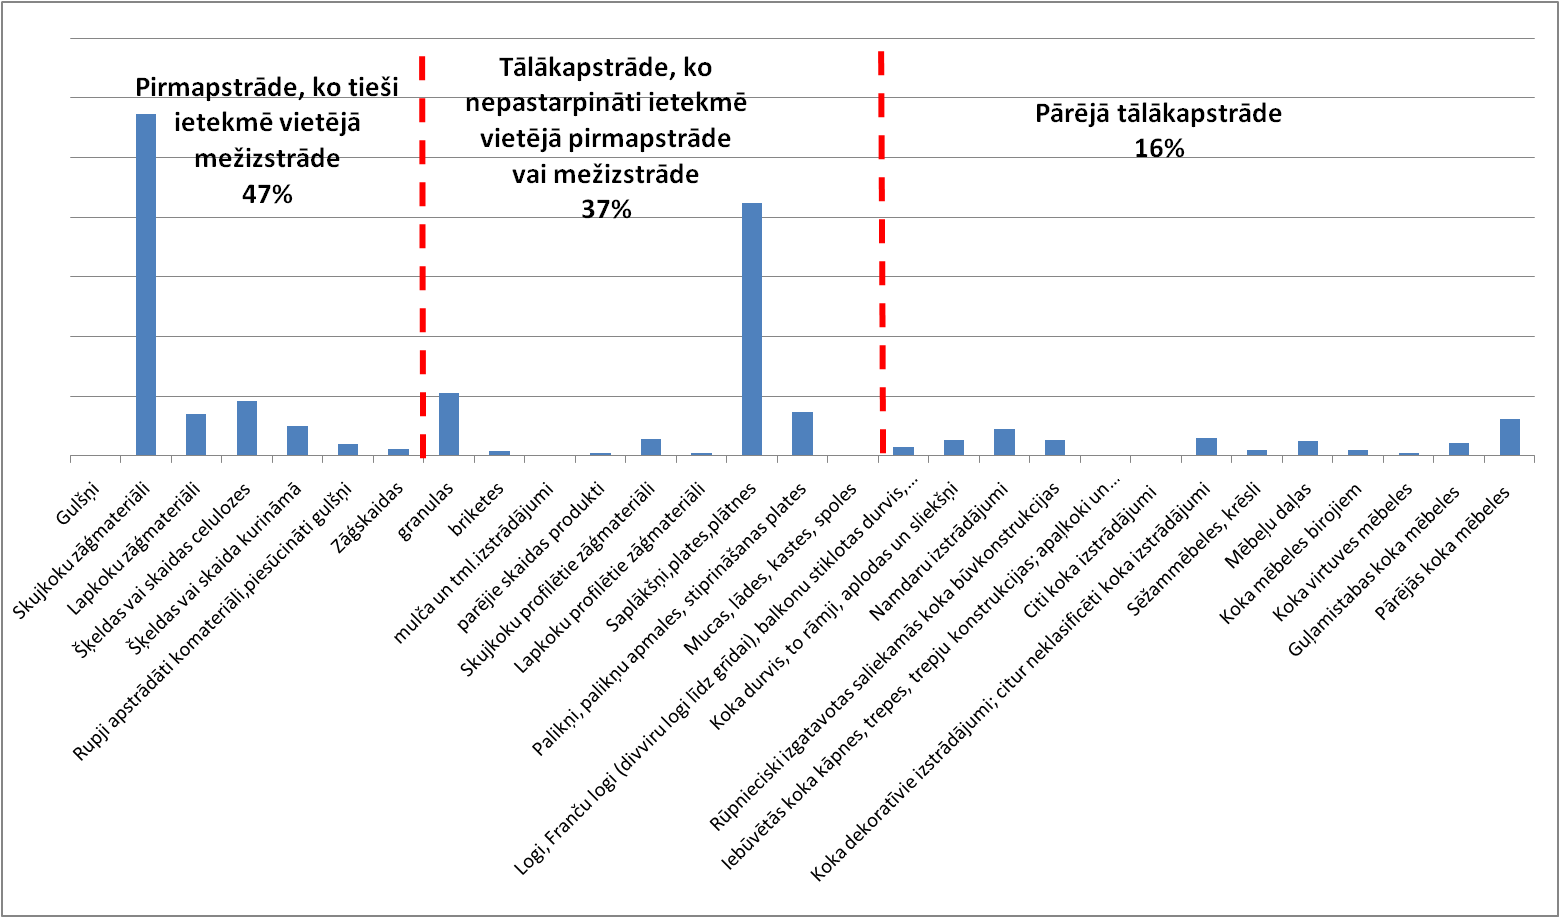 Pirmapstrāde, ko tieši
ietekmē vietējā
mežizstrāde
47%
Tālākapstrāde, ko
nepastarpināti ietekmē
vietējā pirmapstrāde
vai mežizstrāde
37%
Pārējā tālākapstrāde
16%
Gulšņi
Skujkoku zāģmateriāli
Lapkoku zāģmateriāli
Šķeldas vai skaidas celulozes
Šķeldas vai skaida kurināmā
Rupji apstrādāti komateriāli,piesūcināti gulšņi
Zāģskaidas
granulas
briketes
mulča un tml.izstrādājumi
parējie skaidas produkti
Skujkoku profilētie zāģmateriāli
Lapkoku profilētie zāģmateriāli
Saplākšņi,plates,plātnes
Palikņi, palikņu apmales, stiprināšanas plates
Mucas, lādes, kastes, spoles
Logi, Franču logi (divviru logi līdz grīdai), balkonu stiklotas durvis,...
Koka durvis, to rāmji, aplodas un sliekšņi
Namdaru izstrādājumi
Rūpnieciski izgatavotas saliekamās koka būvkonstrukcijas
Iebūvētās koka kāpnes, trepes, trepju konstrukcijas; apaļkoki un...
Citi koka izstrādājumi
Koka dekoratīvie izstrādājumi; citur neklasificēti koka izstrādājumi
Sēžammēbeles, krēsli
Mēbeļu daļas
Koka mēbeles birojiem
Koka virtuves mēbeles
Guļamistabas koka mēbeles
Pārējās koka mēbeles